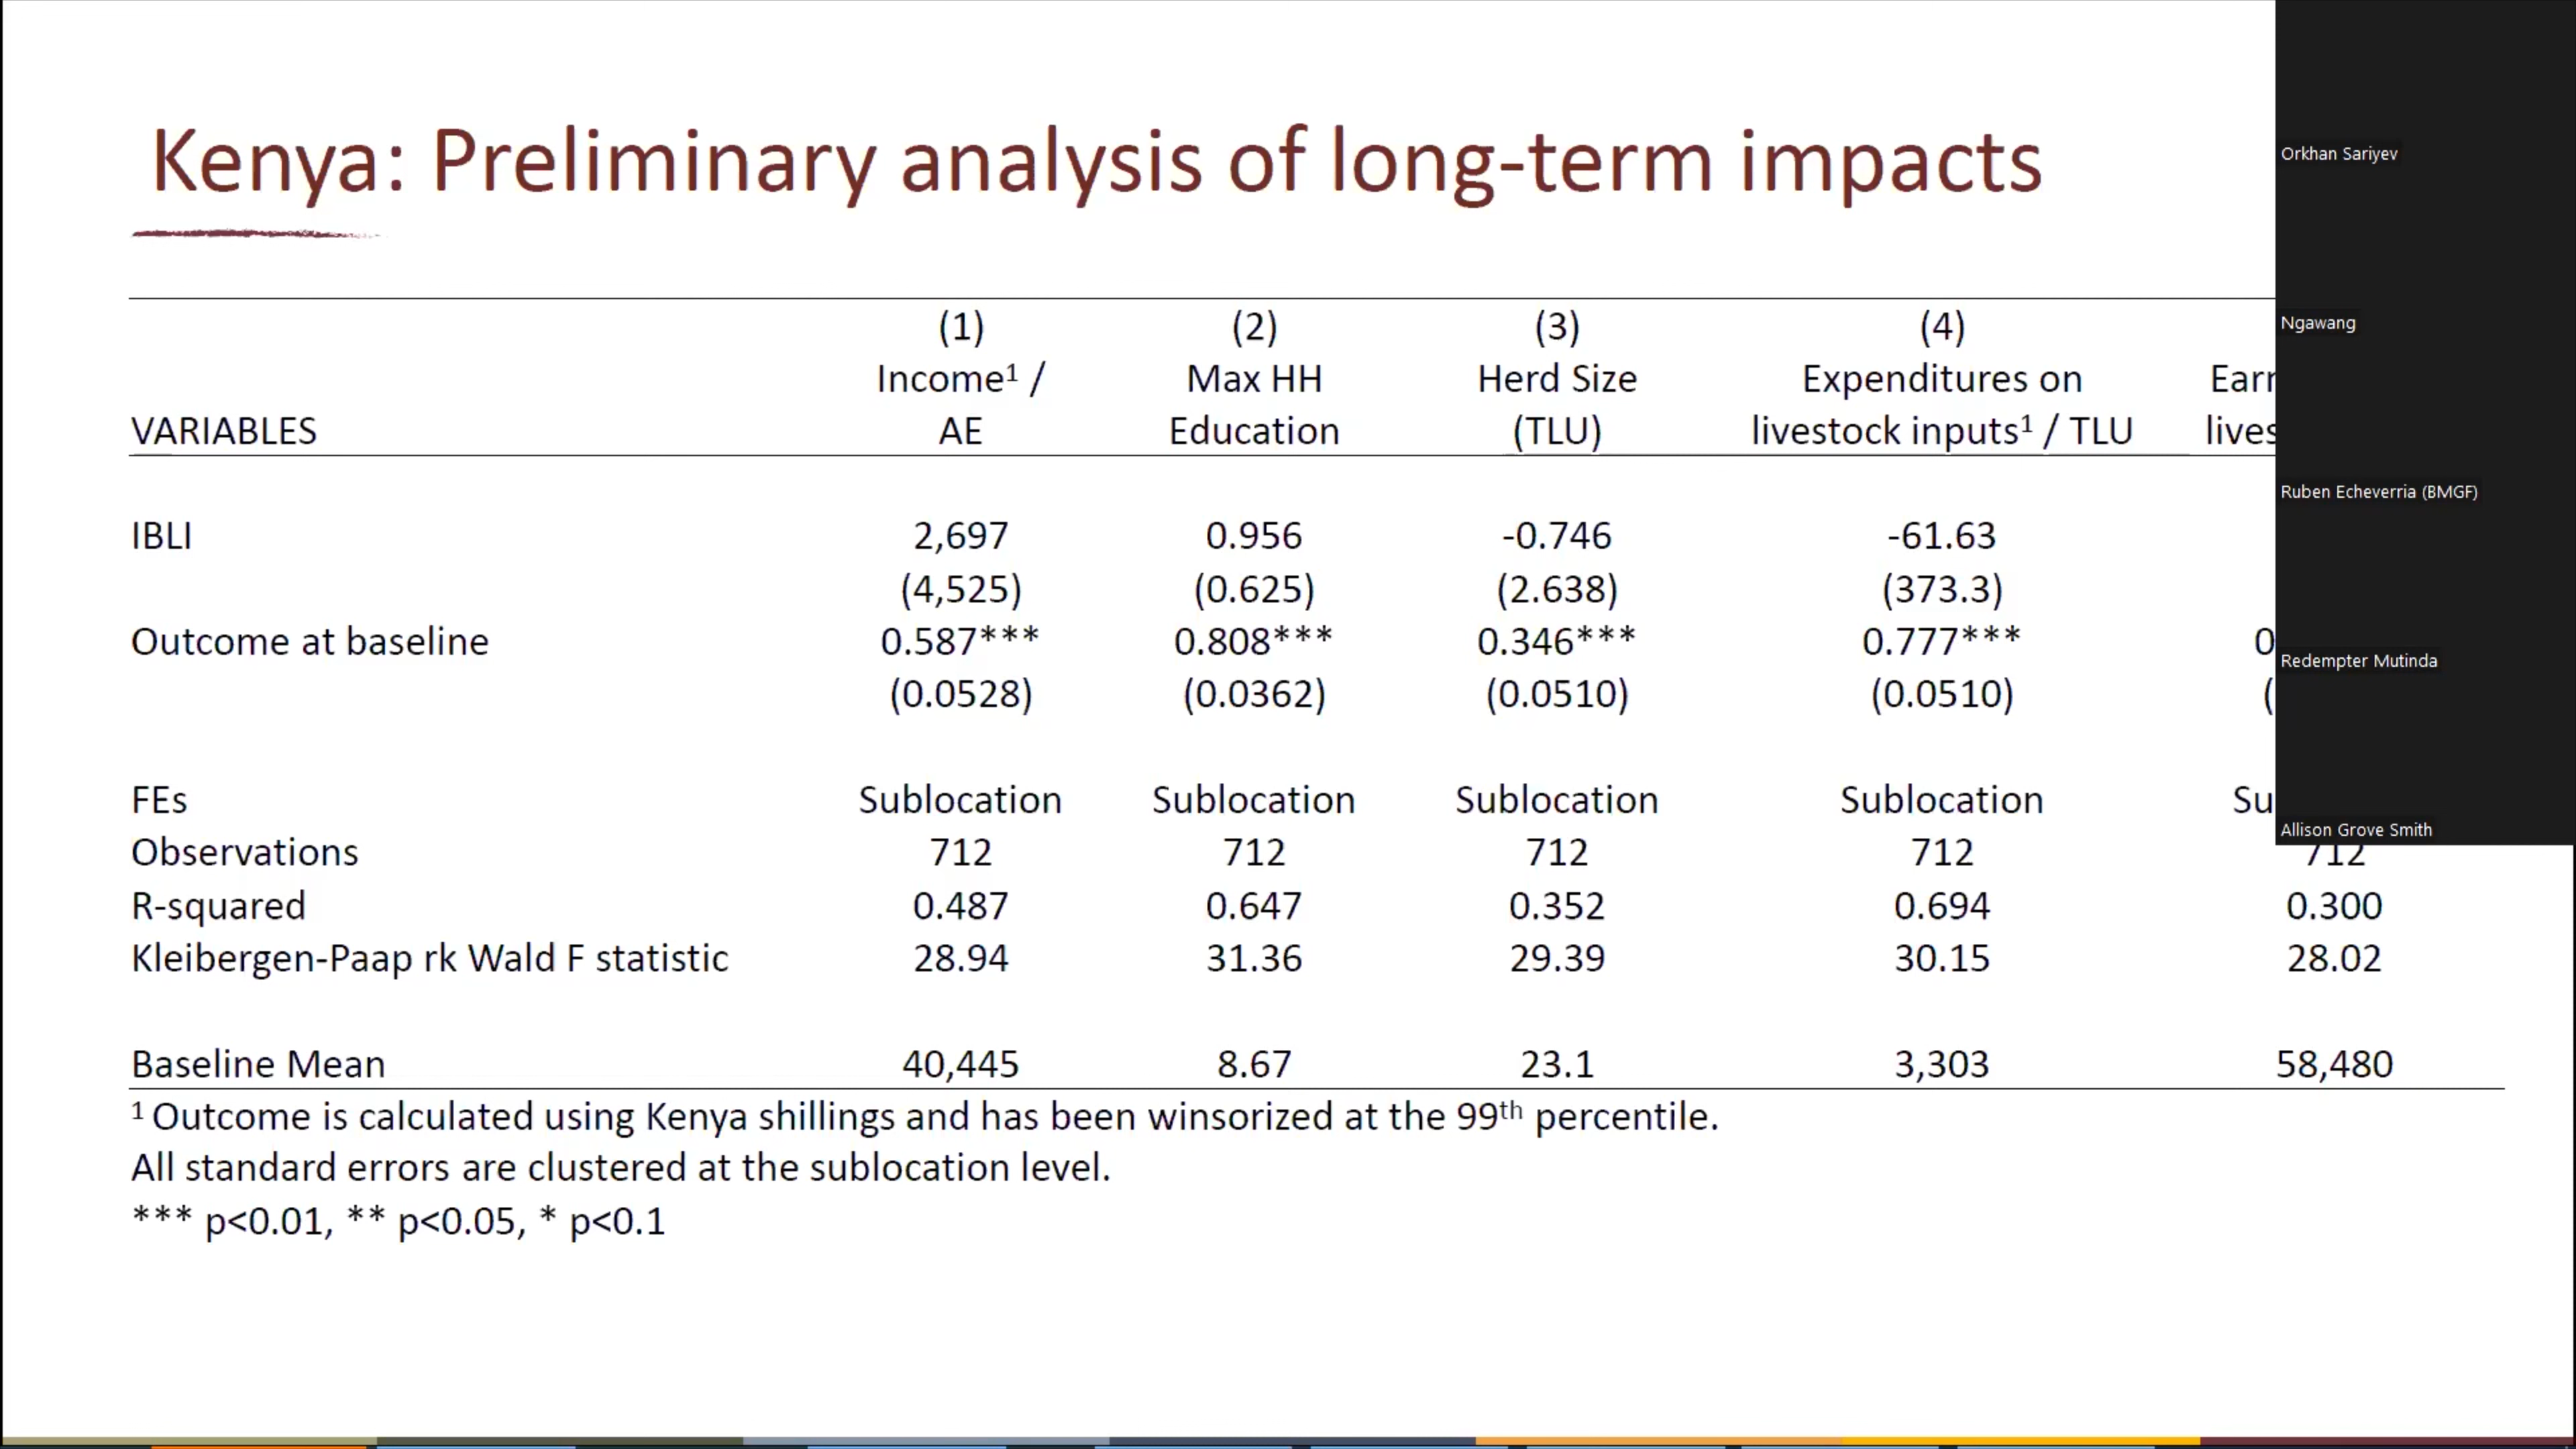 Kenya: Preliminary analysis of long-term impacts
(1) (2) (3) (4)
Income¹ / Max HH Herd Size Expenditures on
VARIABLES AE Education (TLU) livestock inputs¹ / TLU
IBLI 2,697 0.956 -0.746 -61.63
(4,525) (0.625) (2.638) (373.3)
Outcome at baseline 0.587*** 0.808*** 0.346*** 0.777***
(0.0528) (0.0362) (0.0510) (0.0510)
FEs Sublocation Sublocation Sublocation Sublocation
Observations 712 712 712 712 712
R-squared 0.487 0.647 0.352 0.694 0.300
Kleibergen-Paap rk Wald F statistic 28.94 31.36 29.39 30.15 28.02
Baseline Mean 40,445 8.67 23.1 3,303 58,480
¹ Outcome is calculated using Kenya shillings and has been winsorized at the 99th percentile.
All standard errors are clustered at the sublocation level.
*** p<0.01, ** p<0.05, * p<0.1
Orkhan Sariyev
Ngawang
Ruben Echeverria (BMGF)
Redempter Mutinda
Allison Grove Smith